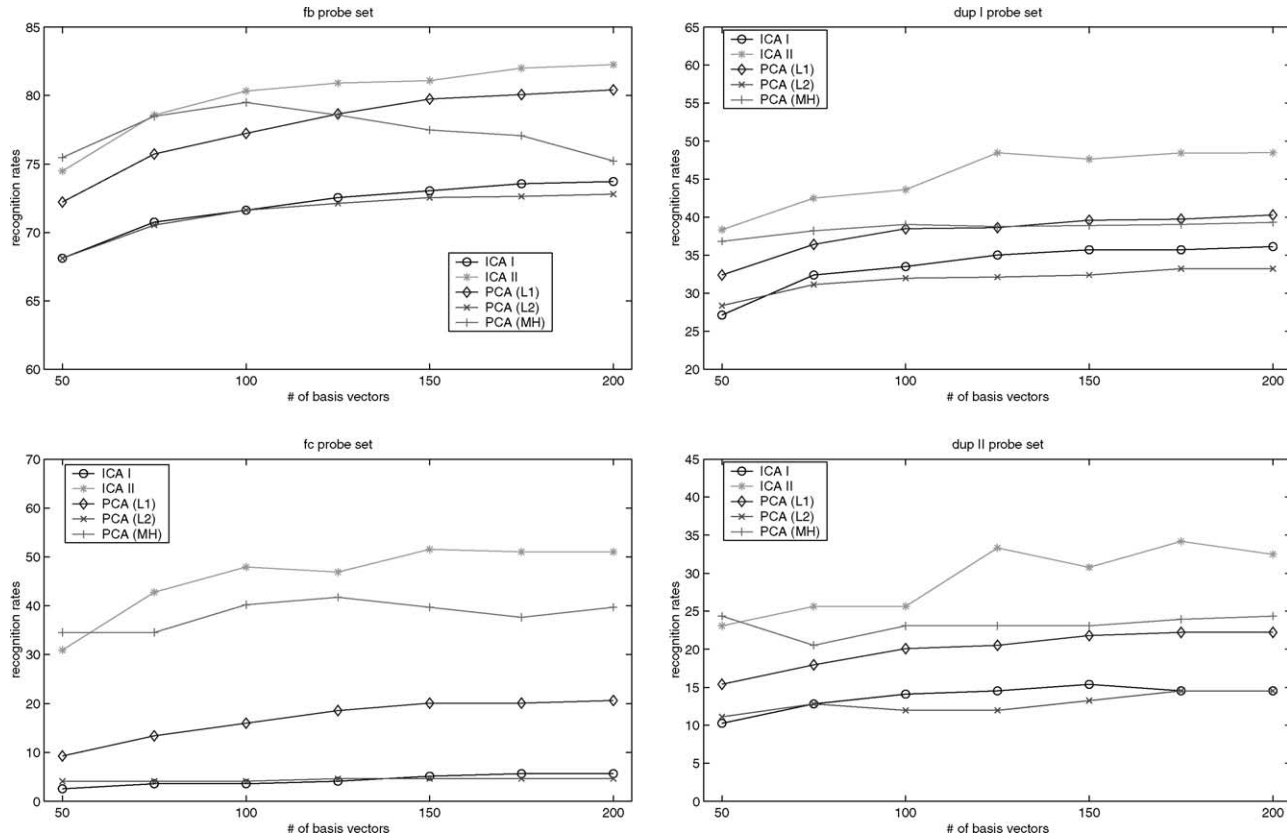 fb probe set
85
80
75
70
65
60
recognition rates
ICA I
ICA II
PCA (L1)
PCA (L2)
PCA (MH)
50
100
150
200
# of basis vectors
dup I probe set
65
60
55
50
45
40
35
30
25
20
recognition rates
ICA I
ICA II
PCA (L1)
PCA (L2)
PCA (MH)
50
100
150
200
# of basis vectors
fc probe set
70
60
50
40
30
20
10
0
recognition rates
ICA I
ICA II
PCA (L1)
PCA (L2)
PCA (MH)
50
100
150
200
# of basis vectors
dup II probe set
45
40
35
30
25
20
15
10
5
0
recognition rates
ICA I
ICA II
PCA (L1)
PCA (L2)
PCA (MH)
50
100
150
200
# of basis vectors